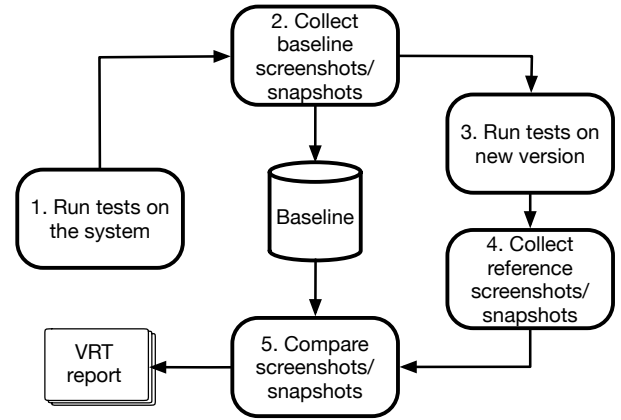 2. Collect
baseline
screenshots/
snapshots
3. Run tests on
new version
1. Run tests on
the system
Baseline
4. Collect
reference
screenshots/
snapshots
5. Compare
screenshots/
snapshots
VRT
report